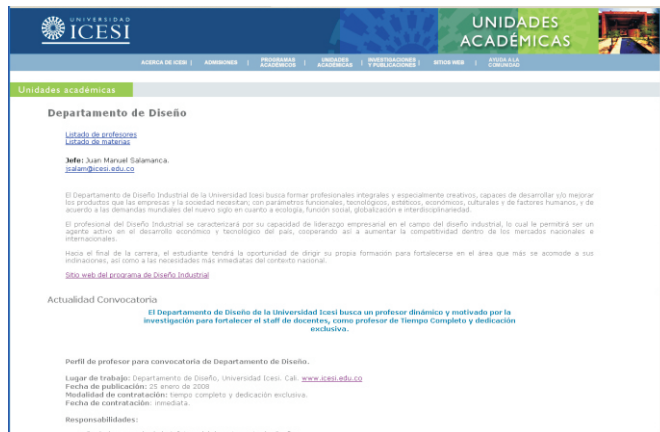 UNIVERSIDAD
ICESI
UNIDADES
ACADÉMICAS
ACERCA DE ICESI | ADMISIONES | PROGRAMAS ACADÉMICOS | UNIDADES ACADÉMICAS | INVESTIGACIONES Y PUBLICACIONES | SITIOS WEB | AYUDA A LA COMUNIDAD
Unidades académicas
Departamento de Diseño
Listado de profesores
Listado de materias
Jefe: Juan Manuel Salamanca.
jsalam@icesi.edu.co
El Departamento de Diseño Industrial de la Universidad Icesi busca formar profesionales integrales y especialmente creativos, capaces de desarrollar y/o mejorar
los productos que las empresas y la sociedad necesitan; con parámetros funcionales, tecnológicos, estéticos, económicos, culturales y de factores humanos, y de
acuerdo a las demandas mundiales del nuevo siglo en cuanto a ecología, función social, globalización e interdisciplinariedad.
El profesional del Diseño Industrial se caracterizará por su capacidad de liderazgo empresarial en el campo del diseño industrial, lo cual le permitirá ser un
agente activo en el desarrollo económico y tecnológico del país, cooperando así a aumentar la competitividad dentro de los mercados nacionales e
internacionales.
Hacia el final de la carrera, el estudiante tendrá la oportunidad de dirigir su propia formación para fortalecerse en el área que más se acomode a sus
inclinaciones, así como a las necesidades más inmediatas del contexto nacional.
Sitio web del programa de Diseño Industrial
Actualidad Convocatoria
El Departamento de Diseño de la Universidad Icesi busca un profesor dinámico y motivado por la
investigación para fortalecer el staff de docentes, como profesor de Tiempo Completo y dedicación
exclusiva.
Perfil de profesor para convocatoria de Departamento de Diseño.
Lugar de trabajo: Departamento de Diseño, Universidad Icesi. Cali. www.icesi.edu.co
Fecha de publicación: 25 enero de 2008
Modalidad de contratación: tiempo completo y dedicación exclusiva.
Fecha de contratación: inmediata.
Responsabilidades: